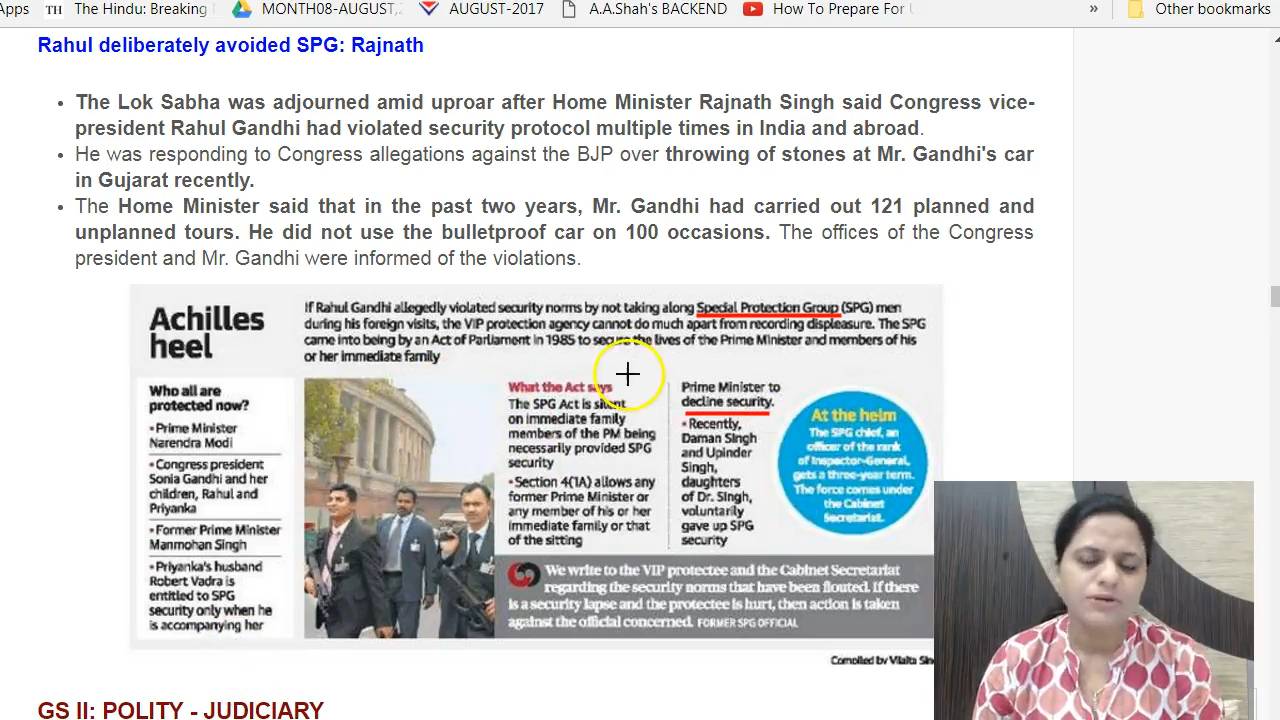 Apps
TH
The Hindu: Breaking
MONTH08-AUGUST,
AUGUST-2017
A.A.Shah's BACKEND
How To Prepare For
»
Other bookmarks
Rahul deliberately avoided SPG: Rajnath
• The Lok Sabha was adjourned amid uproar after Home Minister Rajnath Singh said Congress vice-
president Rahul Gandhi had violated security protocol multiple times in India and abroad.
• He was responding to Congress allegations against the BJP over throwing of stones at Mr. Gandhi's car
in Gujarat recently.
• The Home Minister said that in the past two years, Mr. Gandhi had carried out 121 planned and
unplanned tours. He did not use the bulletproof car on 100 occasions. The offices of the Congress
president and Mr. Gandhi were informed of the violations.
Achilles
heel
If Rahul Gandhi allegedly violated security norms by not taking along Special Protection Group (SPG) men
during his foreign visits, the VIP protection agency cannot do much apart from recording displeasure. The SPG
came into being by an Act of Parliament in 1985 to secure the lives of the Prime Minister and members of his
or her immediate family
Who all are
protected now?
• Prime Minister
Narendra Modi
• Congress president
Sonia Gandhi and her
children, Rahul and
Priyanka
• Former Prime Minister
Manmohan Singh
• Priyanka's husband
Robert Vadra is
entitled to SPG
security only when he
is accompanying her
What the Act says
The SPG Act is silent
on immediate family
members of the PM being
necessarily provided SPG
security
• Section 4(1A) allows any
former Prime Minister or
any member of his or her
immediate family or that
of the sitting
Prime Minister to
decline security.
• Recently,
Daman Singh
and Upinder
Singh,
daughters
of Dr. Singh,
voluntarily
gave up SPG
security
At the helm
The SPG chief, an
officer of the rank
of Inspector-General,
gets a three-year term.
The force comes under
the Cabinet
Secretariat.
We write to the VIP protectee and the Cabinet Secretariat
regarding the security norms that have been flouted. If there
is a security lapse and the protectee is hurt, then action is taken
against the official concerned. FORMER SPG OFFICIAL
Compiled by Vijaita Sin
GS II: POLITY - JUDICIARY